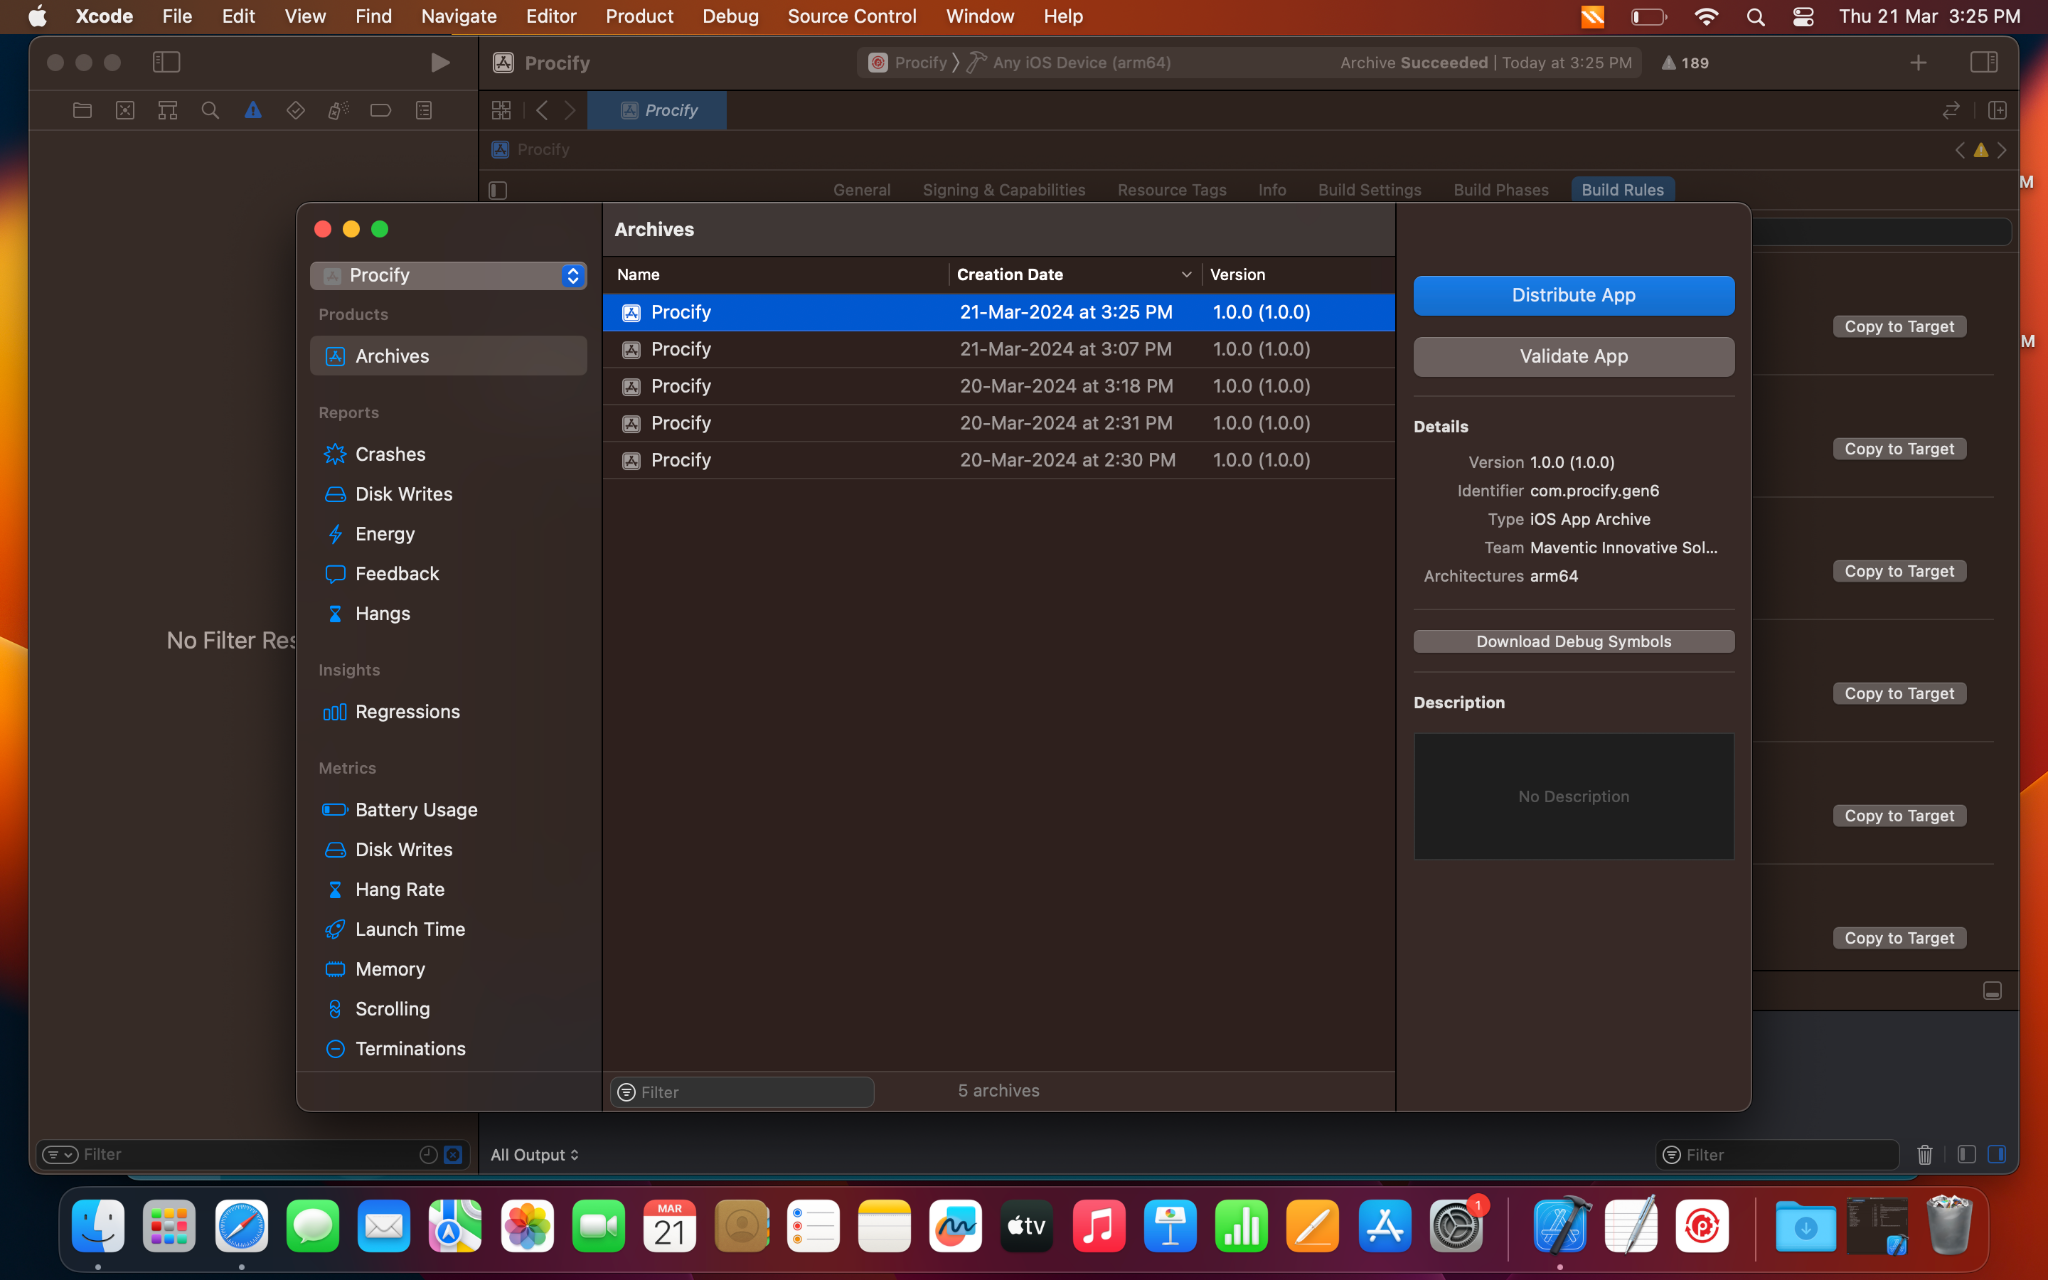 Xcode File Edit View Find Navigate Editor Product Debug Source Control Window Help Thu 21 Mar 3:25 PM
Procify Procify Any iOS Device (arm64) Archive Succeeded | Today at 3:25 PM 189
Procify
Procify
General Signing & Capabilities Resource Tags Info Build Settings Build Phases Build Rules
M
M
Archives
Procify
Name Creation Date Version
Products
Archives
Procify 21-Mar-2024 at 3:25 PM 1.0.0 (1.0.0)
Procify 21-Mar-2024 at 3:07 PM 1.0.0 (1.0.0)
Procify 20-Mar-2024 at 3:18 PM 1.0.0 (1.0.0)
Procify 20-Mar-2024 at 2:31 PM 1.0.0 (1.0.0)
Procify 20-Mar-2024 at 2:30 PM 1.0.0 (1.0.0)
Reports
Crashes
Disk Writes
Energy
Feedback
Hangs
Insights
Regressions
Metrics
Battery Usage
Disk Writes
Hang Rate
Launch Time
Memory
Scrolling
Terminations
Filter 5 archives
Distribute App
Validate App
Details
Version 1.0.0 (1.0.0)
Identifier com.procify.gen6
Type iOS App Archive
Team Maventic Innovative Sol...
Architectures arm64
Download Debug Symbols
Description
No Description
Copy to Target
Copy to Target
Copy to Target
Copy to Target
Copy to Target
Copy to Target
No Filter Res
Filter
All Output
Filter
MAR
21
tv
1